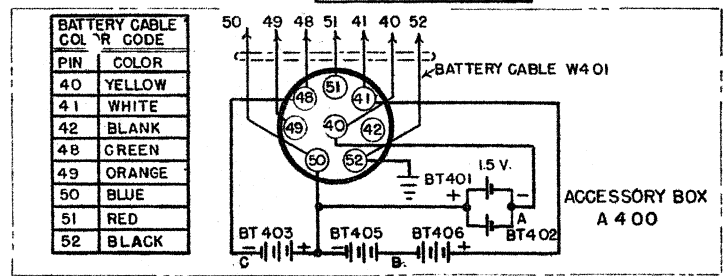 BATTERY CABLE
COLOR CODE
PIN COLOR
40 YELLOW
41 WHITE
42 BLANK
48 GREEN
49 ORANGE
50 BLUE
51 RED
52 BLACK
50 49 48 51 41 40 52
BATTERY CABLE W401
51
48 41
49 40 42
50 52
1.5 V.
BT401
+ −
A
BT402
ACCESSORY BOX
A 400
BT403 BT405 BT406
− + − +
C B